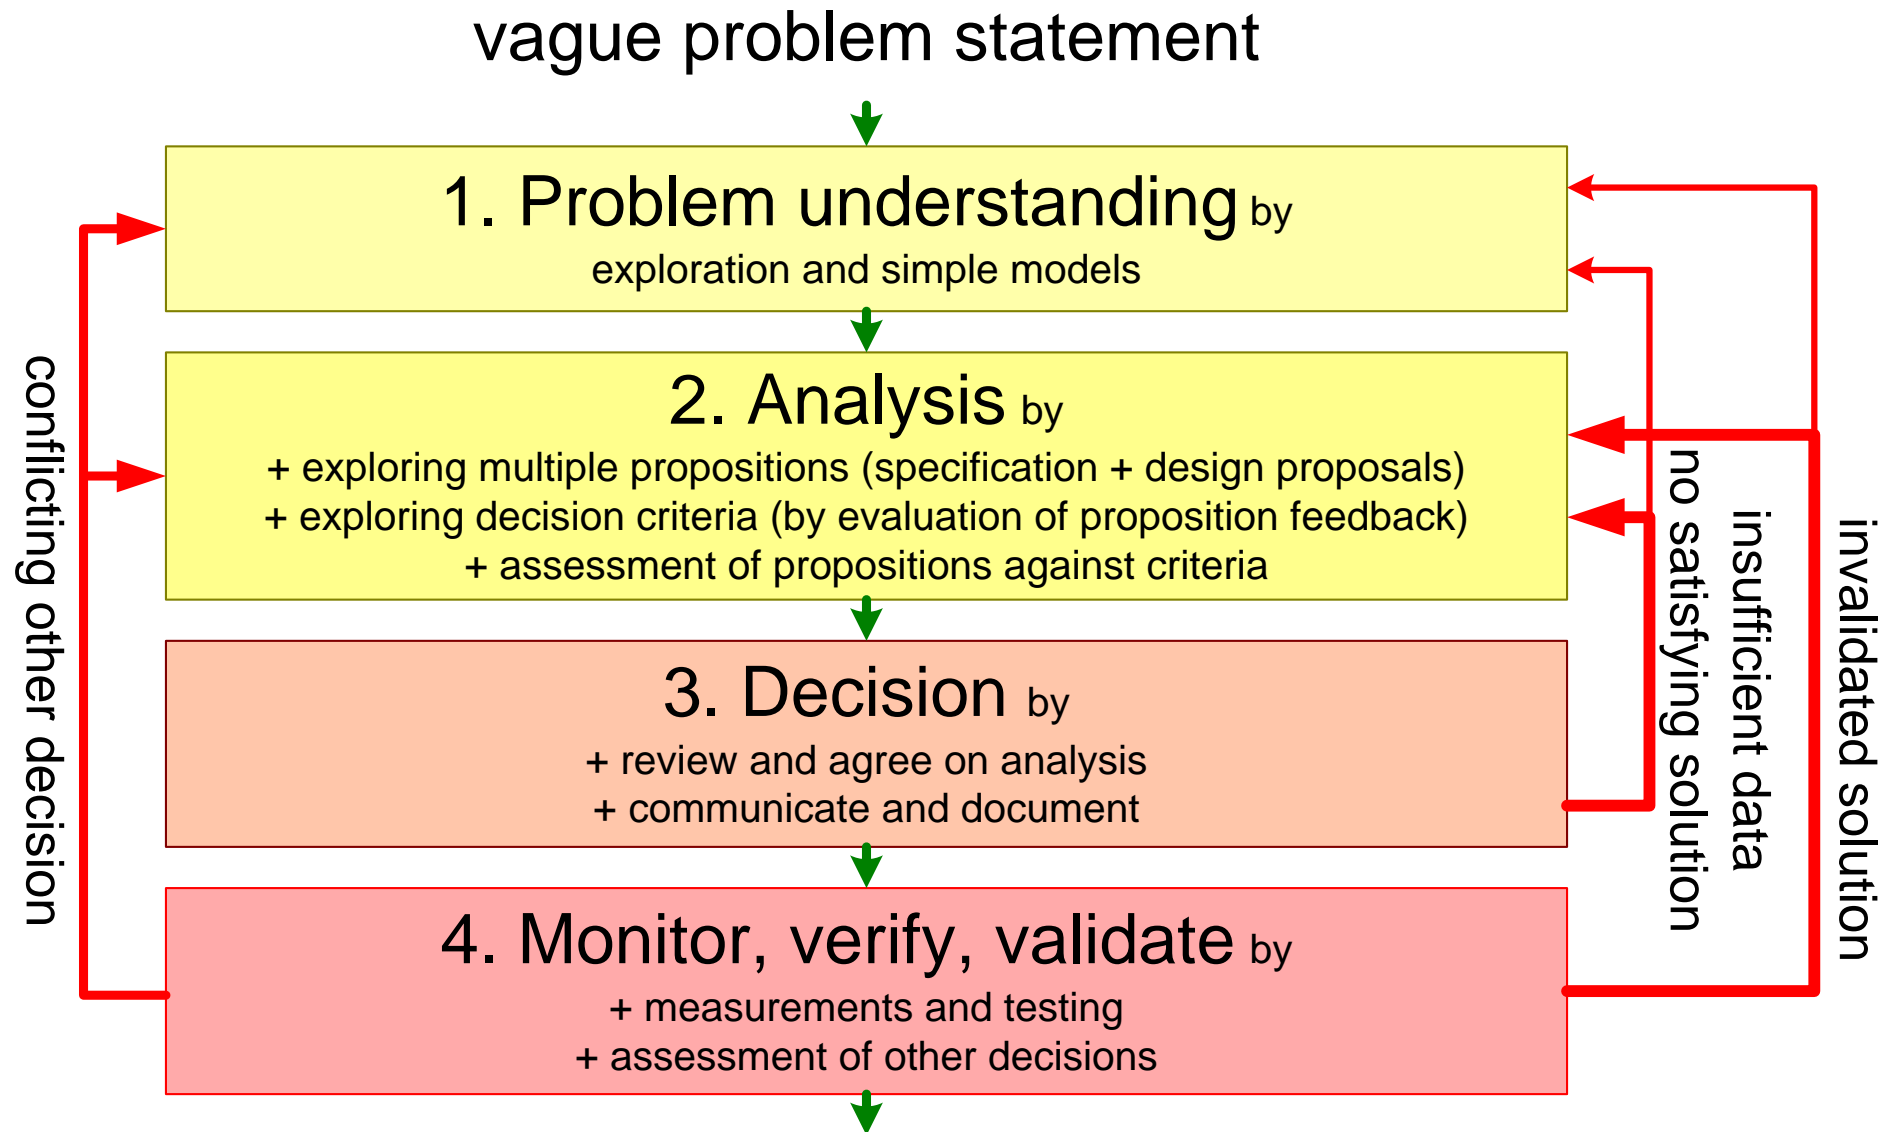 vague problem statement
1. Problem understanding by
exploration and simple models
2. Analysis by
+ exploring multiple propositions (specification + design proposals)
+ exploring decision criteria (by evaluation of proposition feedback)
+ assessment of propositions against criteria
3. Decision by
+ review and agree on analysis
+ communicate and document
4. Monitor, verify, validate by
+ measurements and testing
+ assessment of other decisions
conflicting other decision
insufficient data
no satisfying solution
invalidated solution